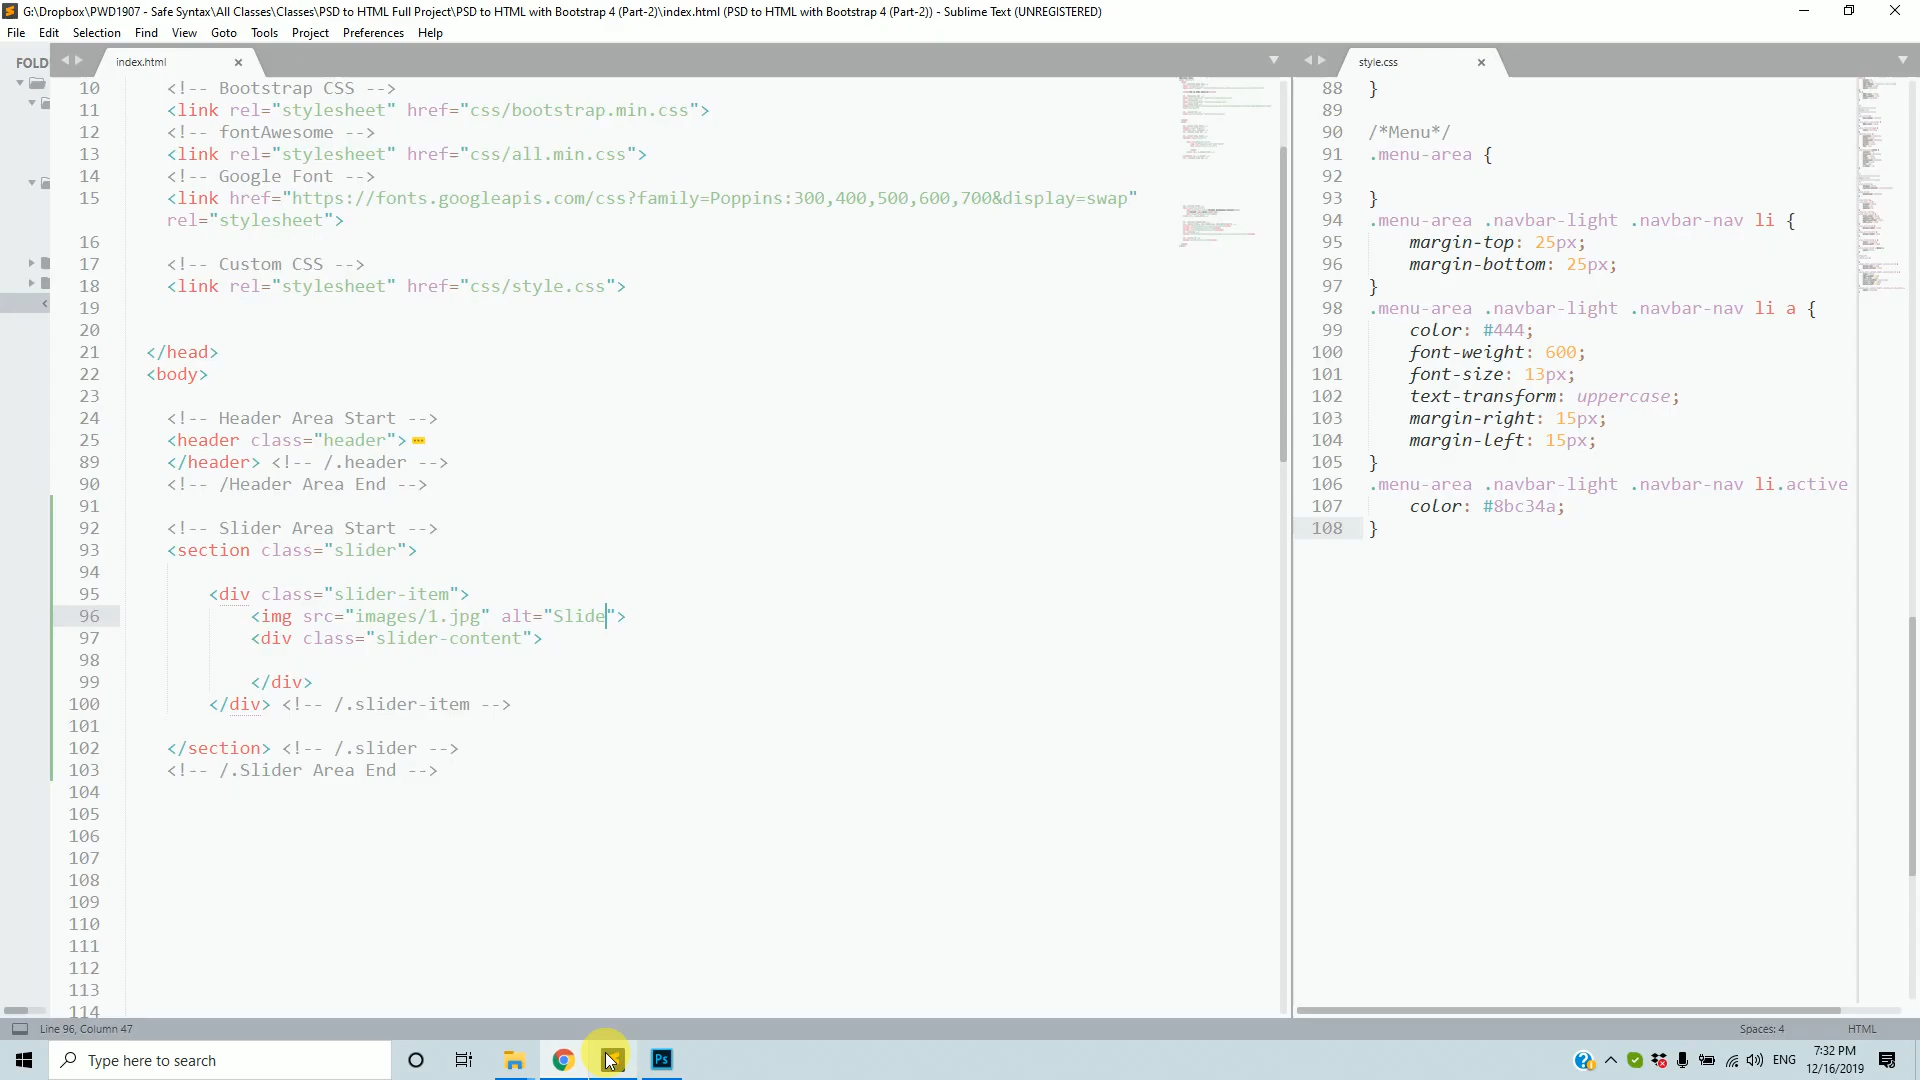 G:\Dropbox\PWD1907 - Safe Syntax\All Classes\Classes\PSD to HTML Full Project\PSD to HTML with Bootstrap 4 (Part-2)\index.html (PSD to HTML with Bootstrap 4 (Part-2)) - Sublime Text (UNREGISTERED)
File Edit Selection Find View Goto Tools Project Preferences Help
FOLD
index.html
10 <!-- Bootstrap CSS -->
11 <link rel="stylesheet" href="css/bootstrap.min.css">
12 <!-- fontAwesome -->
13 <link rel="stylesheet" href="css/all.min.css">
14 <!-- Google Font -->
15 <link href="https://fonts.googleapis.com/css?family=Poppins:300,400,500,600,700&display=swap"
rel="stylesheet">
16
17 <!-- Custom CSS -->
18 <link rel="stylesheet" href="css/style.css">
19
20
21 </head>
22 <body>
23
24 <!-- Header Area Start -->
25 <header class="header">
89 </header> <!-- /.header -->
90 <!-- /Header Area End -->
91
92 <!-- Slider Area Start -->
93 <section class="slider">
94
95 <div class="slider-item">
96 <img src="images/1.jpg" alt="Slide">
97 <div class="slider-content">
98
99 </div>
100 </div> <!-- /.slider-item -->
101
102 </section> <!-- /.slider -->
103 <!-- /.Slider Area End -->
104
105
106
107
108
109
110
111
112
113
114
style.css
88 }
89
90 /*Menu*/
91 .menu-area {
92
93 }
94 .menu-area .navbar-light .navbar-nav li {
95 margin-top: 25px;
96 margin-bottom: 25px;
97 }
98 .menu-area .navbar-light .navbar-nav li a {
99 color: #444;
100 font-weight: 600;
101 font-size: 13px;
102 text-transform: uppercase;
103 margin-right: 15px;
104 margin-left: 15px;
105 }
106 .menu-area .navbar-light .navbar-nav li.active
107 color: #8bc34a;
108 }
Line 96, Column 47
Spaces: 4
HTML
Type here to search
Ps
ENG
7:32 PM
12/16/2019